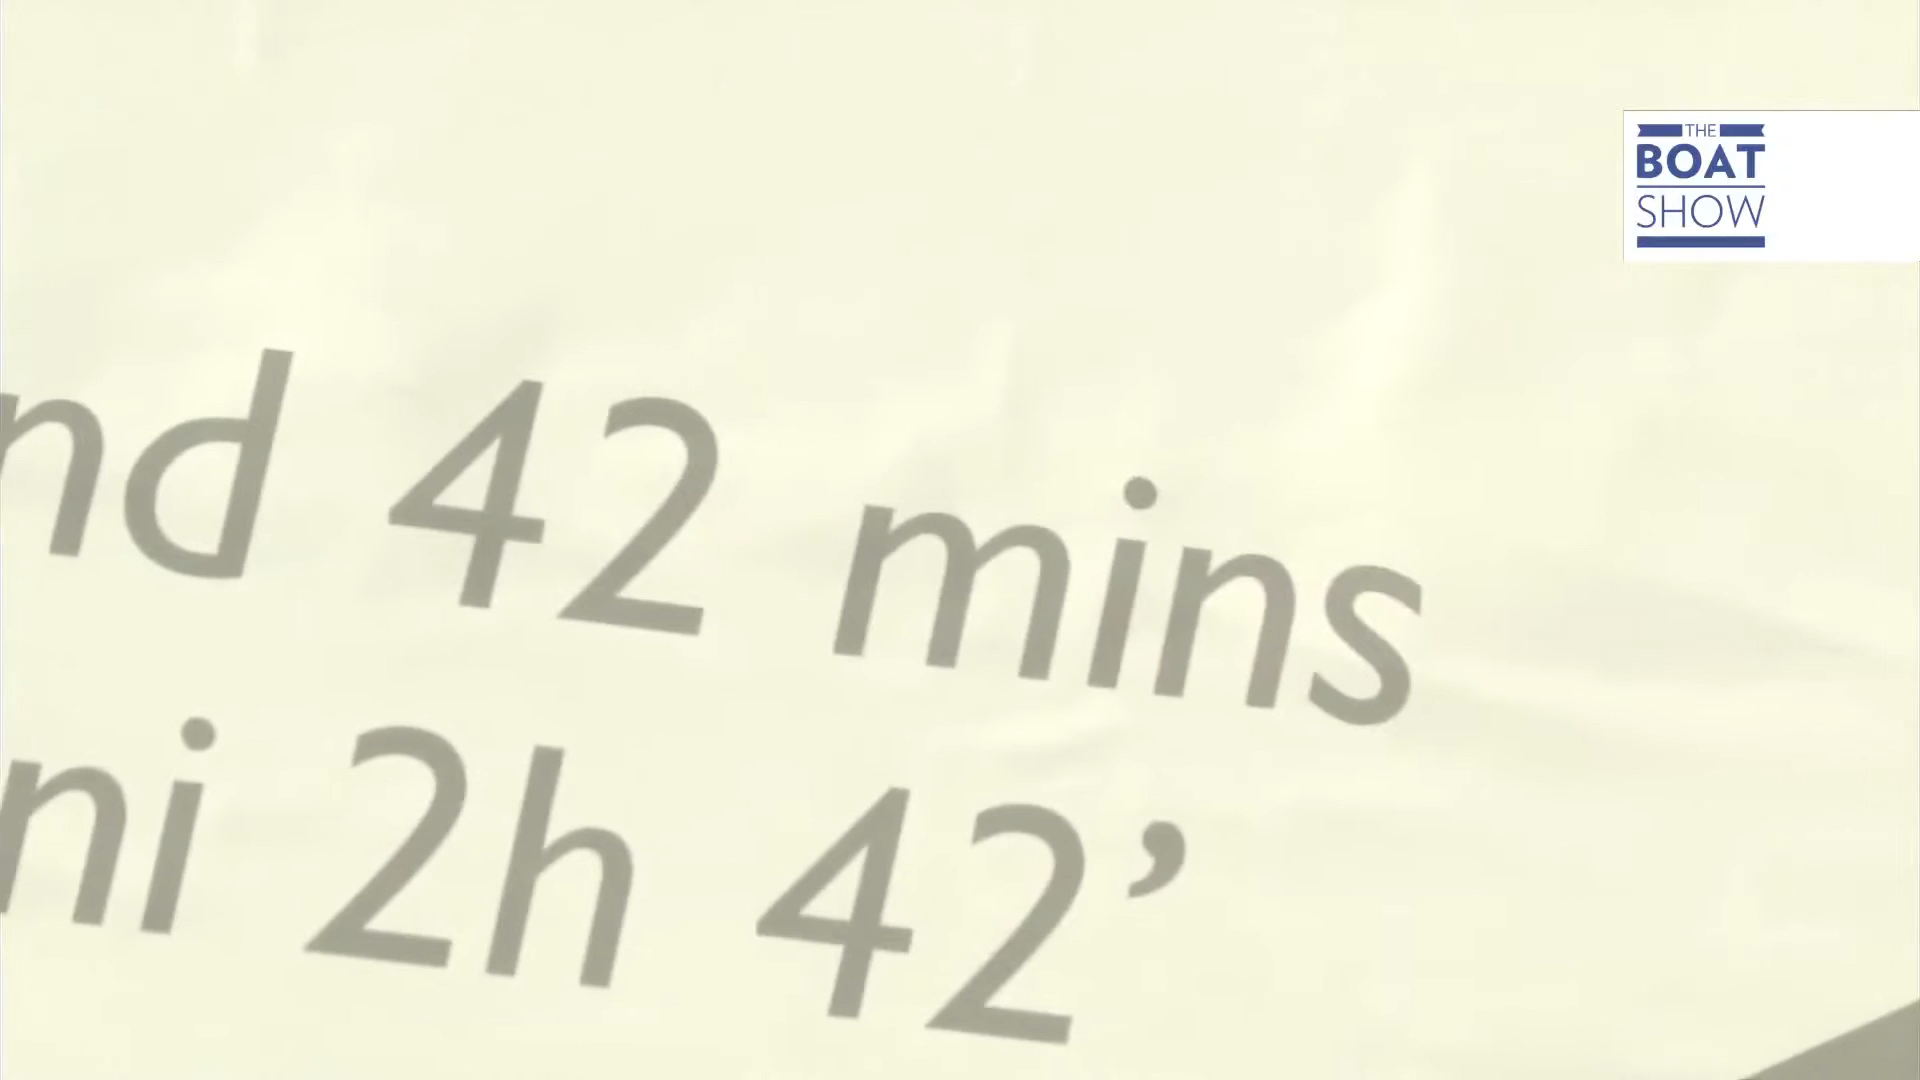 nd 42 mins
ni 2h 42’
THE
BOAT
SHOW